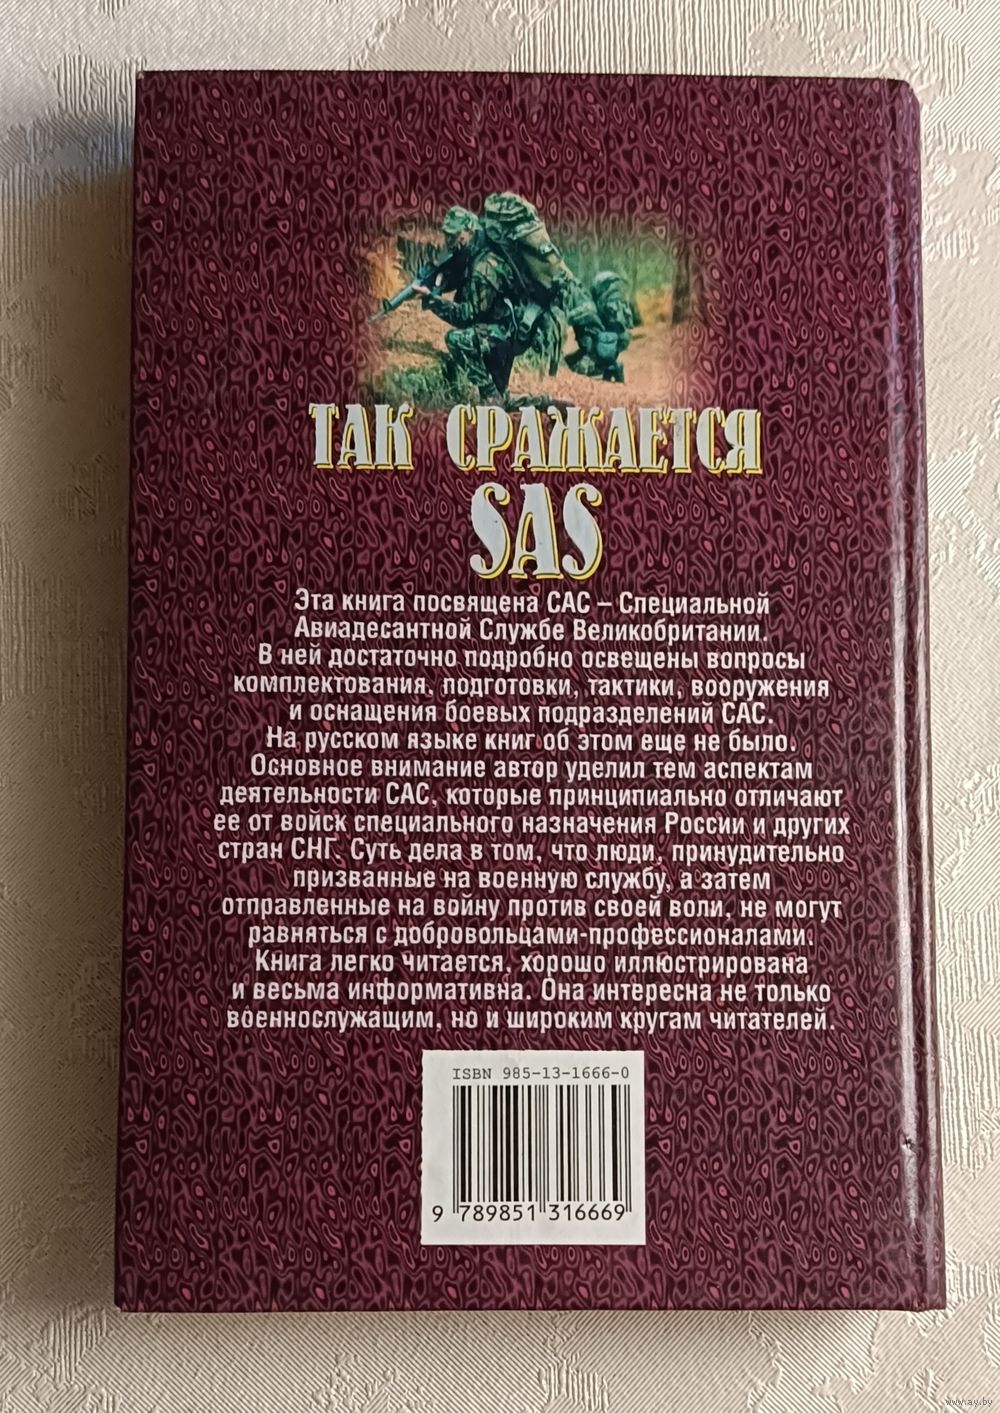 ТАК СРАЖАЕТСЯ
SAS
Эта книга посвящена САС – Специальной
Авиадесантной Службе Великобритании.
В ней достаточно подробно освещены вопросы
комплектования, подготовки, тактики, вооружения
и оснащения боевых подразделений САС.
На русском языке книг об этом еще не было.
Основное внимание автор уделил тем аспектам
деятельности САС, которые принципиально отличают
ее от войск специального назначения России и других
стран СНГ. Суть дела в том, что люди, принудительно
призванные на военную службу, а затем
отправленные на войну против своей воли, не могут
равняться с добровольцами-профессионалами.
Книга легко читается, хорошо иллюстрирована
и весьма информативна. Она интересна не только
военнослужащим, но и широким кругам читателей.
ISBN 985-13-1666-0
9 789851 316669
www.ay.by